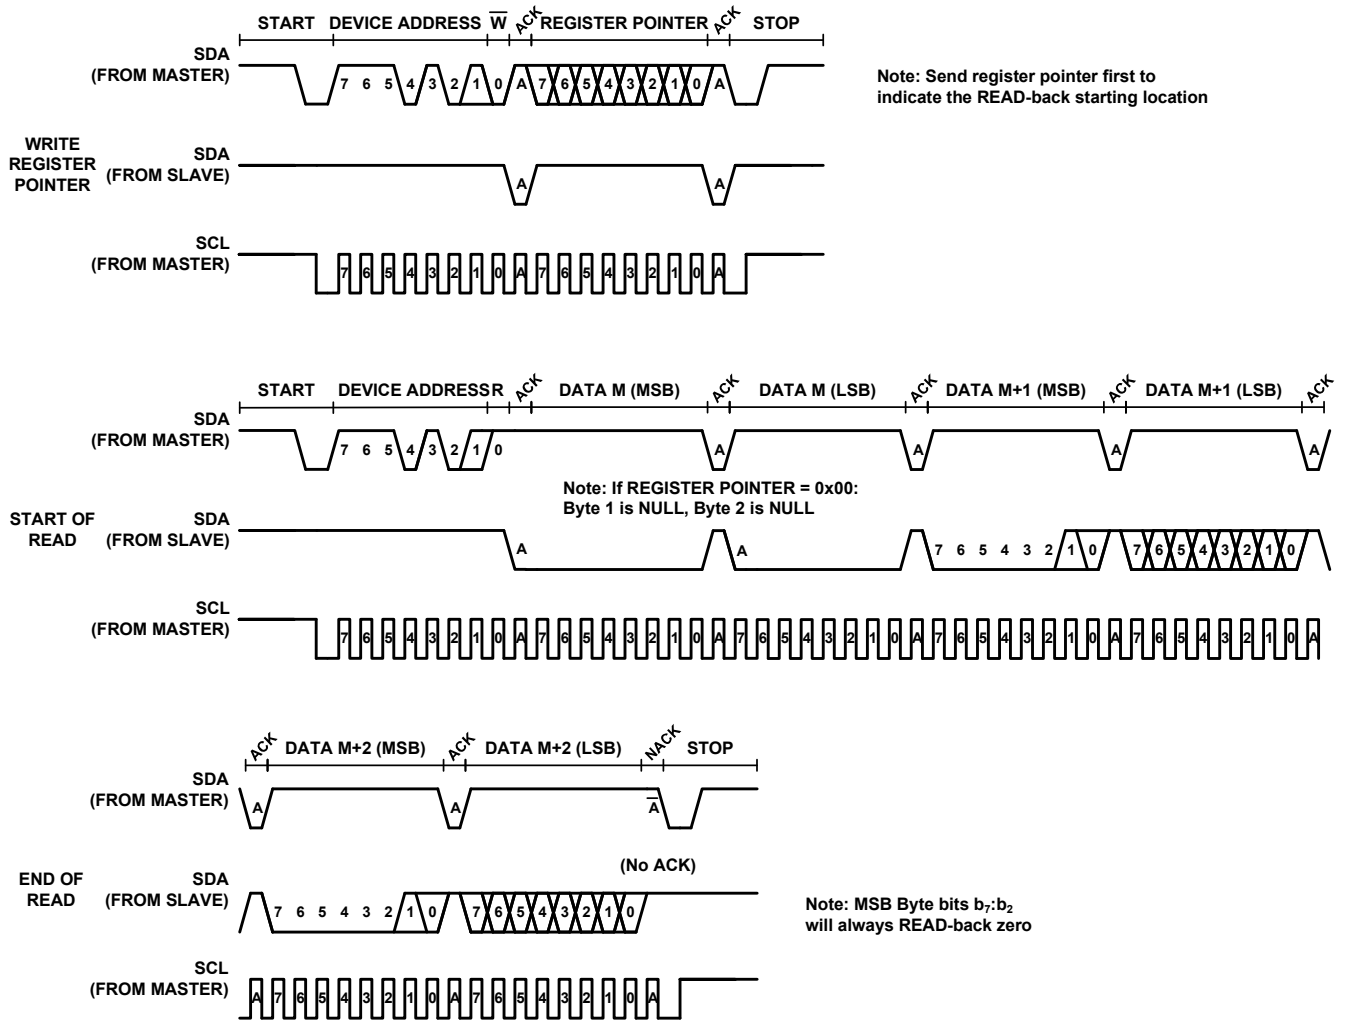 START DEVICE ADDRESS W̅ ACK REGISTER POINTER ACK STOP
SDA
(FROM MASTER)
7 6 5 4 3 2 1 0 A 7 6 5 4 3 2 1 0 A
Note: Send register pointer first to
indicate the READ-back starting location
WRITE
REGISTER
POINTER
SDA
(FROM SLAVE)
A A
SCL
(FROM MASTER)
7 6 5 4 3 2 1 0 A 7 6 5 4 3 2 1 0 A
START DEVICE ADDRESS R ACK DATA M (MSB) ACK DATA M (LSB) ACK DATA M+1 (MSB) ACK DATA M+1 (LSB) ACK
SDA
(FROM MASTER)
7 6 5 4 3 2 1 0 A A A A
Note: If REGISTER POINTER = 0x00:
Byte 1 is NULL, Byte 2 is NULL
START OF
READ
SDA
(FROM SLAVE)
A A 7 6 5 4 3 2 1 0 7 6 5 4 3 2 1 0
SCL
(FROM MASTER)
7 6 5 4 3 2 1 0 A 7 6 5 4 3 2 1 0 A 7 6 5 4 3 2 1 0 A 7 6 5 4 3 2 1 0 A 7 6 5 4 3 2 1 0 A
ACK DATA M+2 (MSB) ACK DATA M+2 (LSB) NACK STOP
SDA
(FROM MASTER)
A A A̅
(No ACK)
END OF
READ
SDA
(FROM SLAVE)
7 6 5 4 3 2 1 0 7 6 5 4 3 2 1 0
Note: MSB Byte bits b₇:b₂
will always READ-back zero
SCL
(FROM MASTER)
A 7 6 5 4 3 2 1 0 A 7 6 5 4 3 2 1 0 A